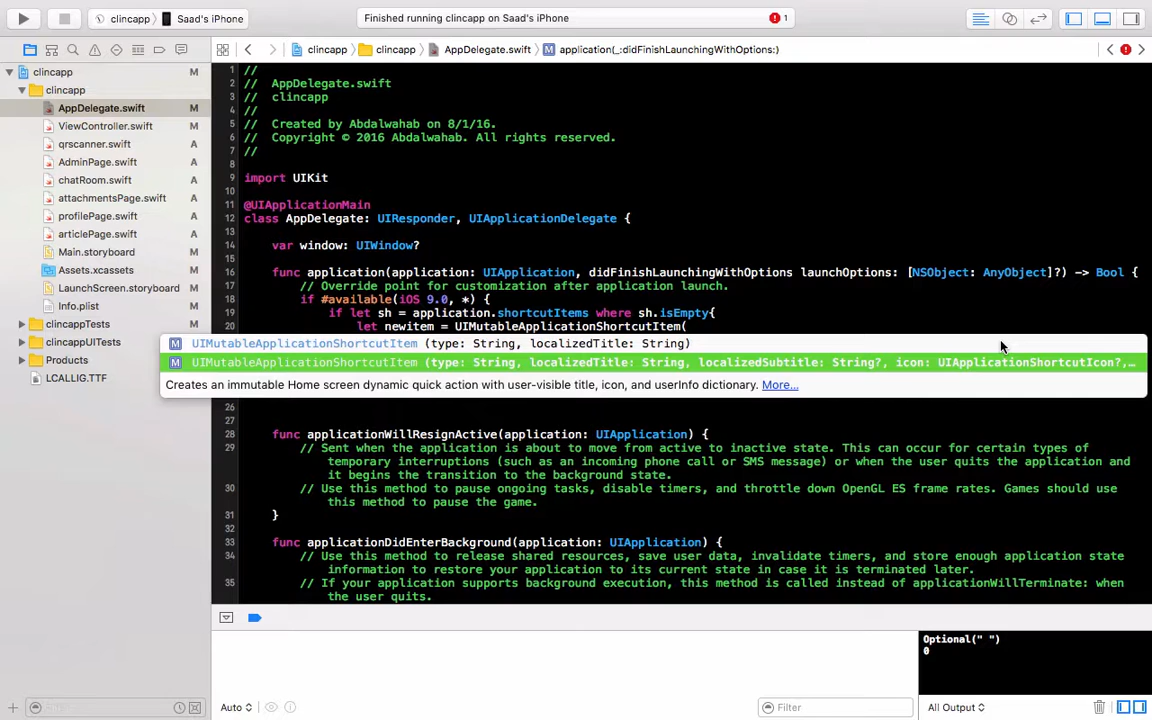 clincapp
Saad's iPhone
Finished running clincapp on Saad's iPhone
1
clincapp
clincapp
AppDelegate.swift
M
application(_:didFinishLaunchingWithOptions:)
clincapp M
clincapp
AppDelegate.swift M
ViewController.swift M
qrscanner.swift A
AdminPage.swift A
chatRoom.swift A
attachmentsPage.swift A
profilePage.swift A
articlePage.swift A
Main.storyboard M
Assets.xcassets M
LaunchScreen.storyboard M
Info.plist M
clincappTests M
clincappUITests M
Products
LCALLIG.TTF
1 //
2 // AppDelegate.swift
3 // clincapp
4 //
5 // Created by Abdalwahab on 8/1/16.
6 // Copyright © 2016 Abdalwahab. All rights reserved.
7 //
8
9 import UIKit
10
11 @UIApplicationMain
12 class AppDelegate: UIResponder, UIApplicationDelegate {
13
14 var window: UIWindow?
15
16 func application(application: UIApplication, didFinishLaunchingWithOptions launchOptions: [NSObject: AnyObject]?) -> Bool {
17 // Override point for customization after application launch.
18 if #available(iOS 9.0, *) {
19 if let sh = application.shortcutItems where sh.isEmpty{
20 let newitem = UIMutableApplicationShortcutItem(
M UIMutableApplicationShortcutItem (type: String, localizedTitle: String)
M UIMutableApplicationShortcutItem (type: String, localizedTitle: String, localizedSubtitle: String?, icon: UIApplicationShortcutIcon?,…
Creates an immutable Home screen dynamic quick action with user-visible title, icon, and userInfo dictionary. More...
26
27
28 func applicationWillResignActive(application: UIApplication) {
29 // Sent when the application is about to move from active to inactive state. This can occur for certain types of
temporary interruptions (such as an incoming phone call or SMS message) or when the user quits the application and
it begins the transition to the background state.
30 // Use this method to pause ongoing tasks, disable timers, and throttle down OpenGL ES frame rates. Games should use
this method to pause the game.
31 }
32
33 func applicationDidEnterBackground(application: UIApplication) {
34 // Use this method to release shared resources, save user data, invalidate timers, and store enough application state
information to restore your application to its current state in case it is terminated later.
35 // If your application supports background execution, this method is called instead of applicationWillTerminate: when
the user quits.
Optional(" ")
0
Auto
Filter
All Output